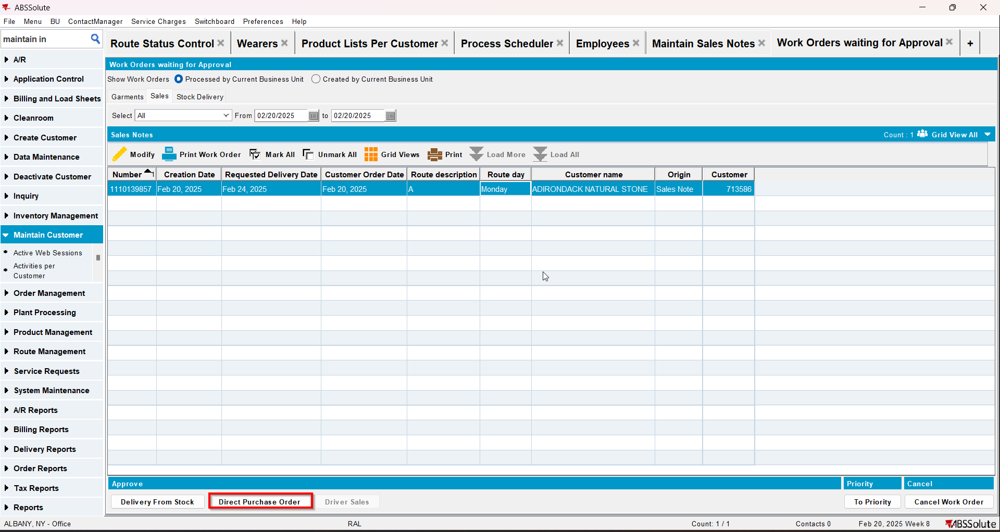 ABSSolute
File Menu BU ContactManager Service Charges Switchboard Preferences Help
maintain in
Route Status Control Wearers Product Lists Per Customer Process Scheduler Employees Maintain Sales Notes Work Orders waiting for Approval +
A/R
Application Control
Billing and Load Sheets
Cleanroom
Create Customer
Data Maintenance
Deactivate Customer
Inquiry
Inventory Management
Maintain Customer
Active Web Sessions
Activities per
Customer
Order Management
Plant Processing
Product Management
Route Management
Service Requests
System Maintenance
A/R Reports
Billing Reports
Delivery Reports
Order Reports
Tax Reports
Reports
Work Orders waiting for Approval
Show Work Orders Processed by Current Business Unit Created by Current Business Unit
Garments Sales Stock Delivery
Select All From 02/20/2025 to 02/20/2025
Sales Notes Count : 1 Grid View All
Modify Print Work Order Mark All Unmark All Grid Views Print Load More Load All
Number 1 Creation Date Requested Delivery Date Customer Order Date Route description Route day Customer name Origin Customer
1110139857 Feb 20, 2025 Feb 24, 2025 Feb 20, 2025 A Monday ADIRONDACK NATURAL STONE Sales Note 713586
Approve Priority Cancel
Delivery From Stock Direct Purchase Order Driver Sales To Priority Cancel Work Order
ALBANY, NY - Office RAL Count: 1 / 1 Contacts 0 Feb 20, 2025 Week 8 ABSSolute